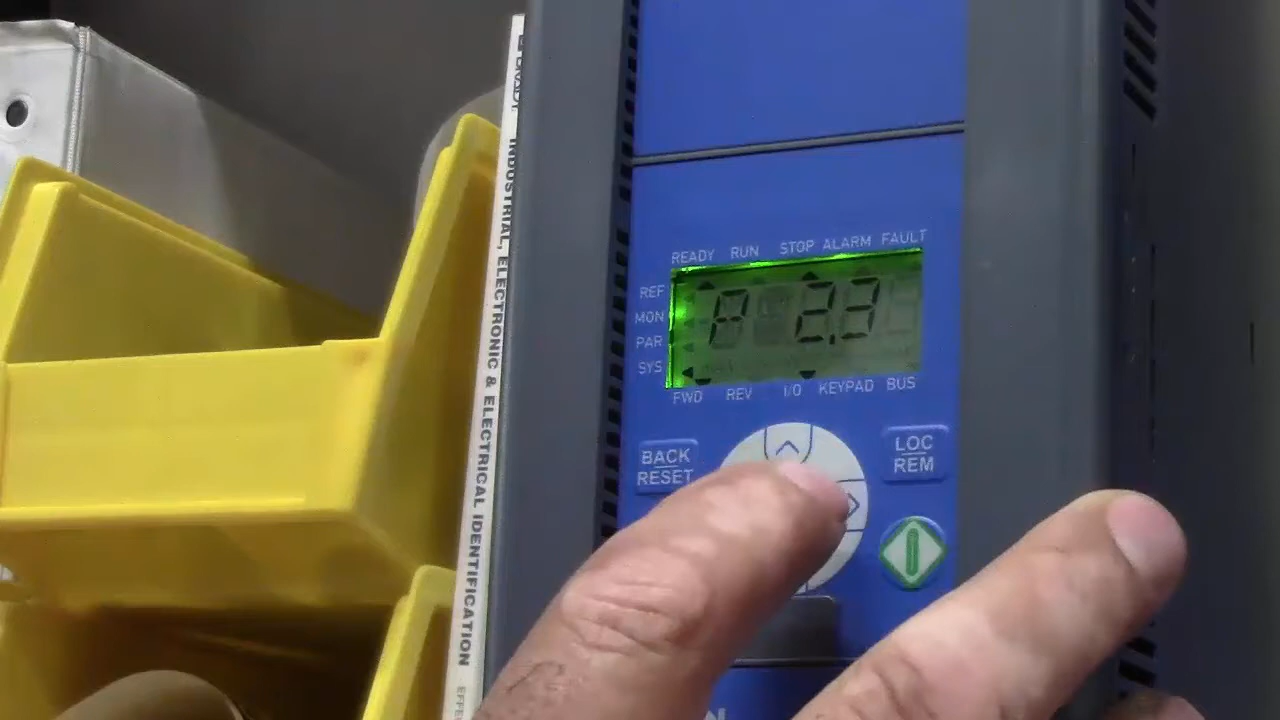 READY RUN STOP ALARM FAULT
REF
MON
PAR
SYS
2.3
FWD REV I/O KEYPAD BUS
BACK
RESET
LOC
REM
BRADY
INDUSTRIAL, ELECTRONIC & ELECTRICAL IDENTIFICATION